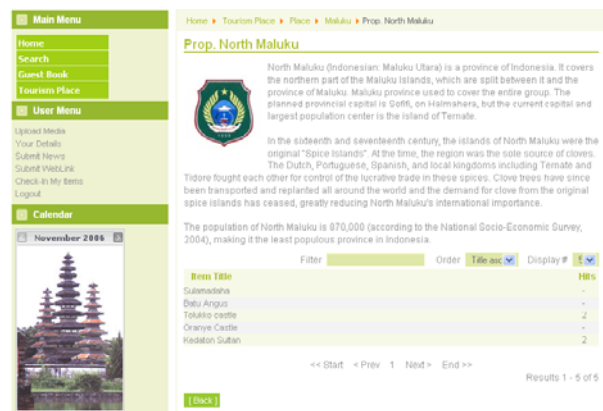 Main Menu
Home
Search
Guest Book
Tourism Place
User Menu
Upload Media
Your Details
Submit News
Submit WebLink
Check-In My Items
Logout
Calendar
November 2006
Home Tourism Place Place Maluku Prop. North Maluku
Prop. North Maluku
North Maluku (Indonesian: Maluku Utara) is a province of Indonesia. It covers
the northern part of the Maluku Islands, which are split between it and the
province of Maluku. Maluku province used to cover the entire group. The
planned provincial capital is Sofifi, on Halmahera, but the current capital and
largest population center is the island of Ternate.
In the sixteenth and seventeenth century, the islands of North Maluku were the
original "Spice Islands". At the time, the region was the sole source of cloves.
The Dutch, Portuguese, Spanish, and local kingdoms including Ternate and
Tidore fought each other for control of the lucrative trade in these spices. Clove trees have since
been transported and replanted all around the world and the demand for clove from the original
spice islands has ceased, greatly reducing North Maluku's international importance.
The population of North Maluku is 870,000 (according to the National Socio-Economic Survey,
2004), making it the least populous province in Indonesia.
Filter Order Title asc Display # 5
Item Title Hits
Sulamadaha -
Batu Angus -
Tolukko castle 2
Oranye Castle -
Kedaton Sultan 2
<< Start < Prev 1 Next > End >>
Results 1 - 5 of 5
[ Back ]